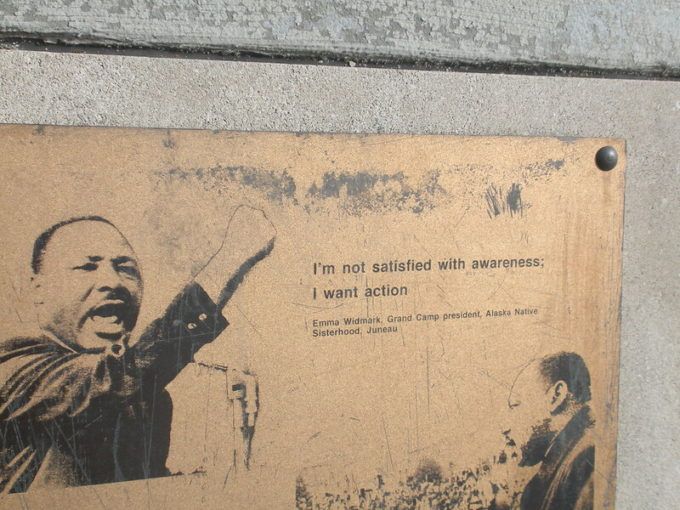 I'm not satisfied with awareness;
I want action
Emma Widmark, Grand Camp president, Alaska Native
Sisterhood, Juneau